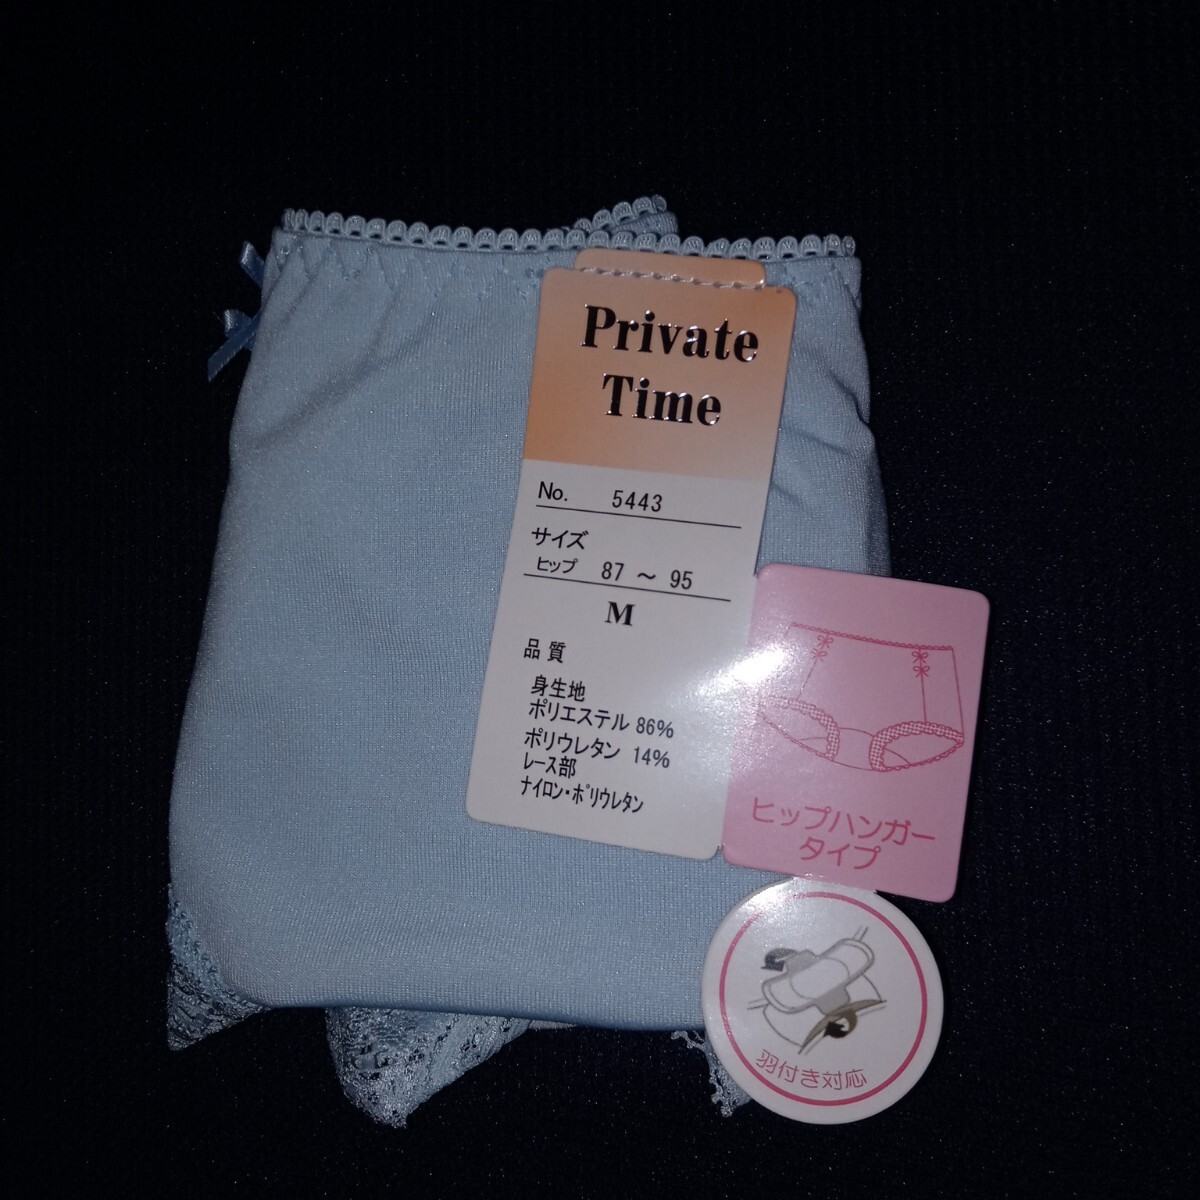 Private
Time
No. 5443
サイズ
ヒップ 87 ～ 95
M
品質
身生地
ポリエステル 86%
ポリウレタン 14%
レース部
ナイロン・ポリウレタン
ヒップハンガー
タイプ
羽付き対応